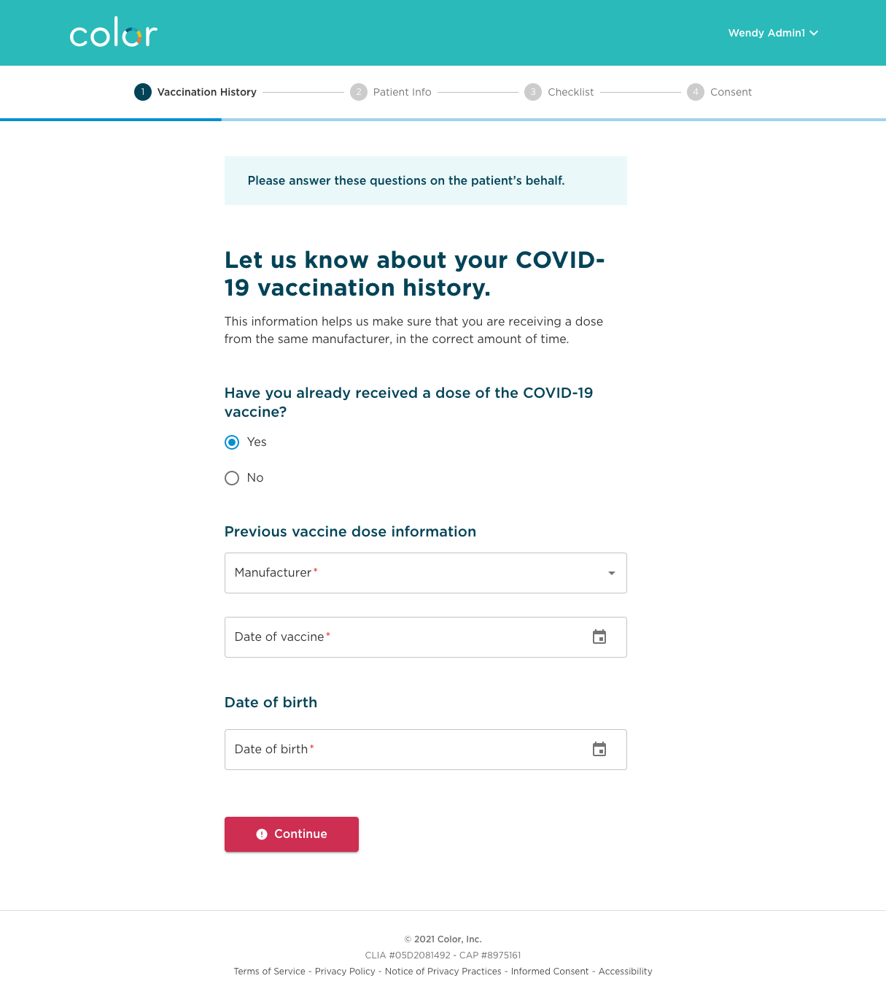 color
Wendy Admin1
1 Vaccination History 2 Patient Info 3 Checklist 4 Consent
Please answer these questions on the patient’s behalf.
Let us know about your COVID-
19 vaccination history.
This information helps us make sure that you are receiving a dose
from the same manufacturer, in the correct amount of time.
Have you already received a dose of the COVID-19
vaccine?
Yes
No
Previous vaccine dose information
Manufacturer*
Date of vaccine*
Date of birth
Date of birth*
Continue
© 2021 Color, Inc.
CLIA #05D2081492 - CAP #8975161
Terms of Service - Privacy Policy - Notice of Privacy Practices - Informed Consent - Accessibility